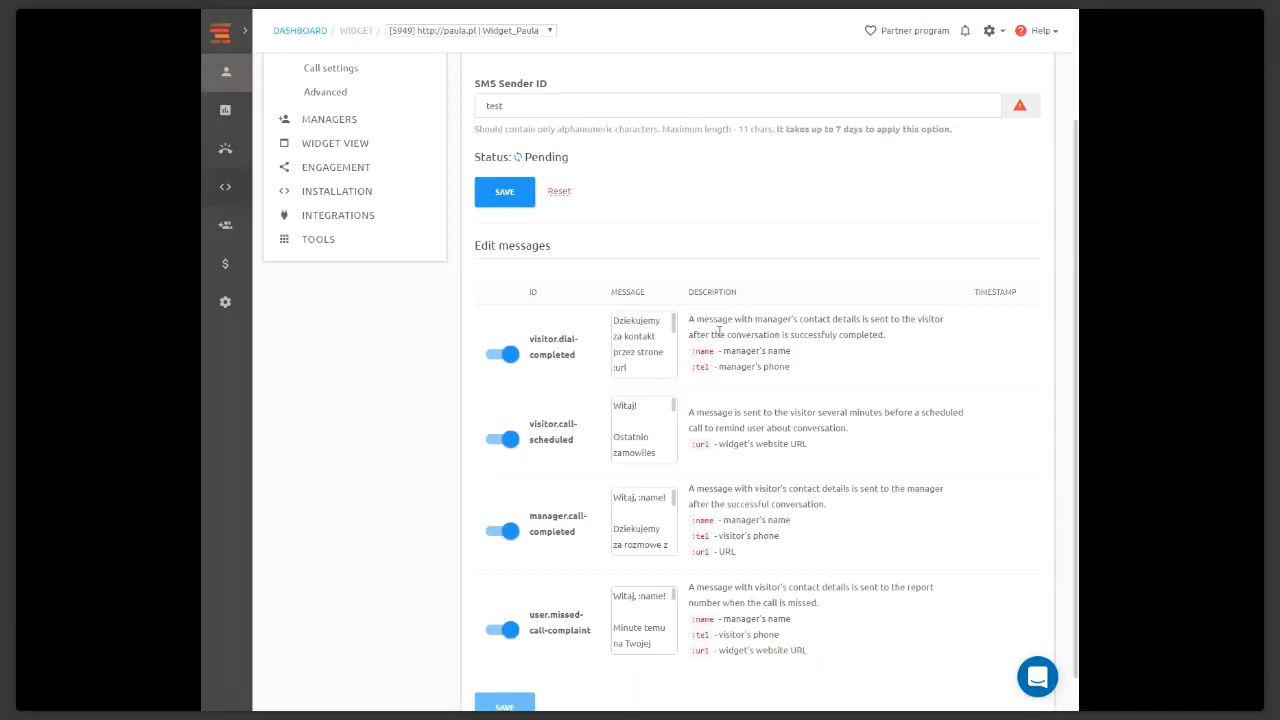 DASHBOARD / WIDGET / [5949] http://paula.pl | Widget_Paula
Partner program
Help
Call settings
Advanced
MANAGERS
WIDGET VIEW
ENGAGEMENT
INSTALLATION
INTEGRATIONS
TOOLS
SMS Sender ID
test
Should contain only alphanumeric characters. Maximum length - 11 chars. It takes up to 7 days to apply this option.
Status: Pending
SAVE Reset
Edit messages
ID MESSAGE DESCRIPTION TIMESTAMP
visitor.dial-
completed
Dziekujemy
za kontakt
przez strone
:url
A message with manager's contact details is sent to the visitor
after the conversation is successfuly completed.
:name - manager's name
:tel - manager's phone
visitor.call-
scheduled
Witaj!
Ostatnio
zamowiles
A message is sent to the visitor several minutes before a scheduled
call to remind user about conversation.
:url - widget's website URL
manager.call-
completed
Witaj, :name!
Dziekujemy
za rozmowe z
A message with visitor's contact details is sent to the manager
after the successful conversation.
:name - manager's name
:tel - visitor's phone
:url - URL
user.missed-
call-complaint
Witaj, :name!
Minute temu
na Twojej
A message with visitor's contact details is sent to the report
number when the call is missed.
:name - manager's name
:tel - visitor's phone
:url - widget's website URL
SAVE